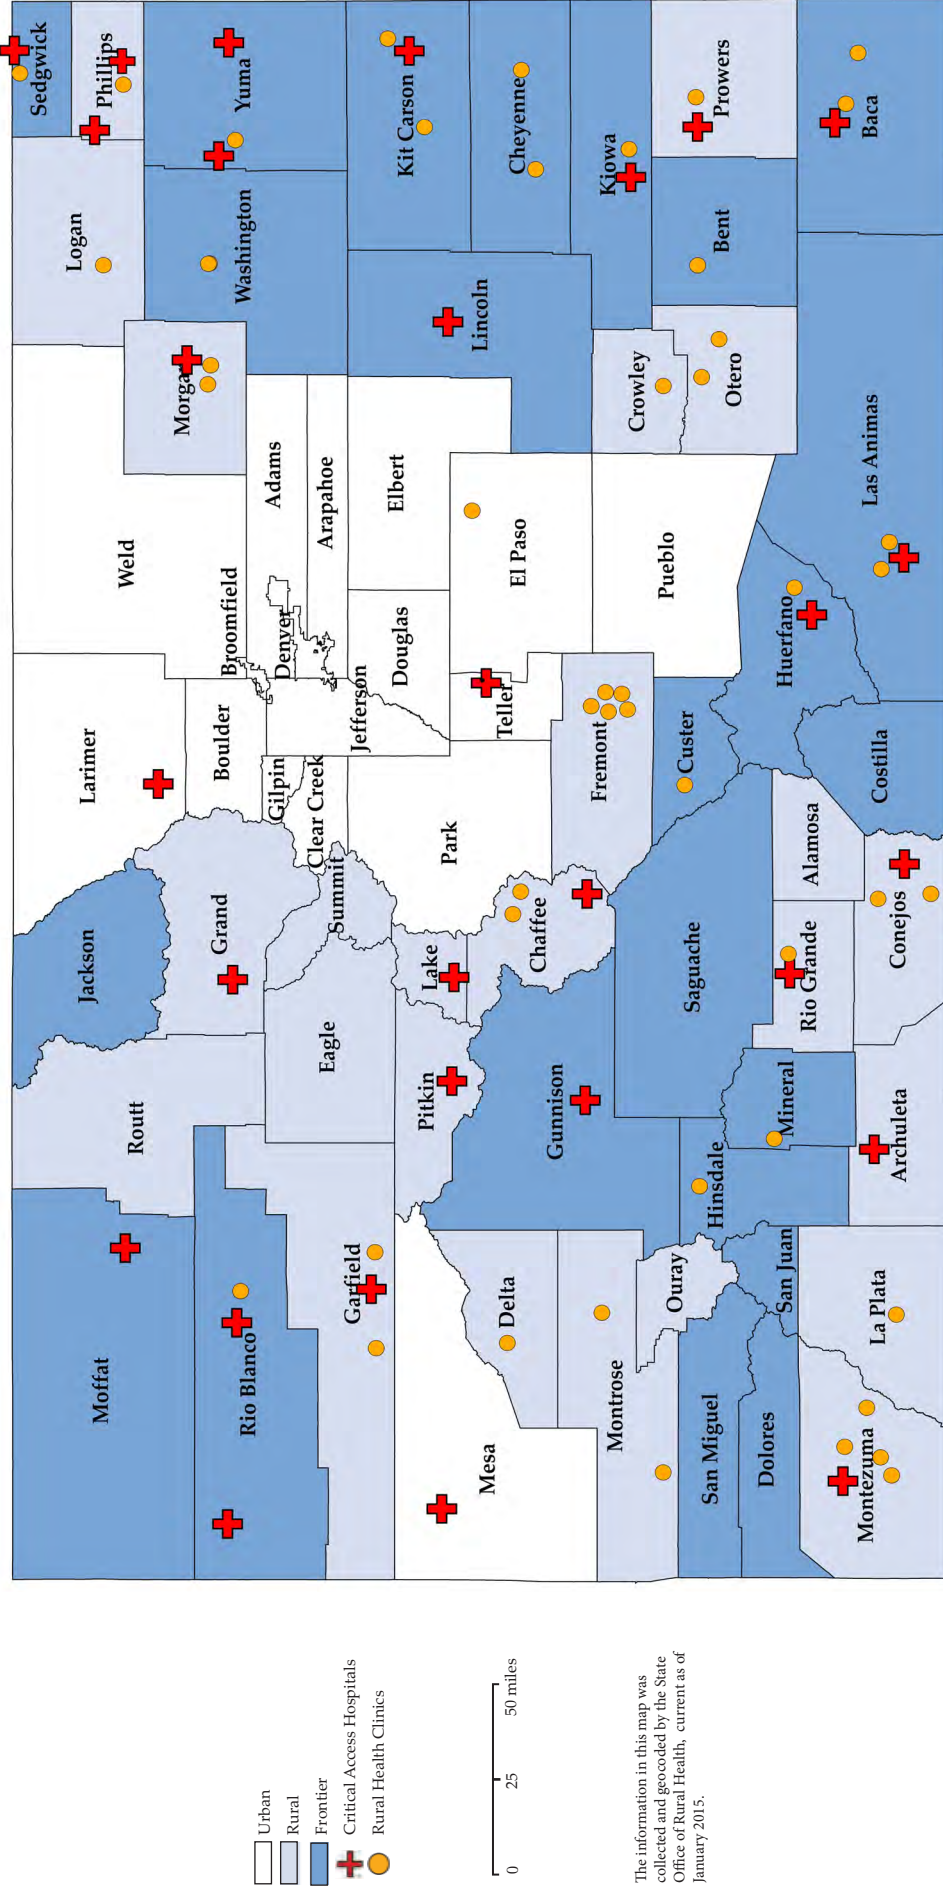 Moffat
Routt
Jackson
Larimer
Weld
Logan
Sedgwick
Phillips
Morgan
Rio Blanco
Grand
Boulder
Broomfield
Washington
Yuma
Garfield
Eagle
Summit
Gilpin
Clear Creek
Jefferson
Denver
Adams
Arapahoe
Mesa
Pitkin
Lake
Park
Douglas
Elbert
Lincoln
Kit Carson
Delta
Gunnison
Chaffee
Teller
El Paso
Cheyenne
Montrose
Ouray
Fremont
Pueblo
Crowley
Kiowa
San Miguel
Hinsdale
Saguache
Custer
Otero
Bent
Prowers
Dolores
San Juan
Mineral
Rio Grande
Alamosa
Huerfano
Las Animas
Baca
Montezuma
La Plata
Archuleta
Conejos
Costilla
Urban
Rural
Frontier
Critical Access Hospitals
Rural Health Clinics
0 25 50 miles
The information in this map was
collected and geocoded by the State
Office of Rural Health, current as of
January 2015.